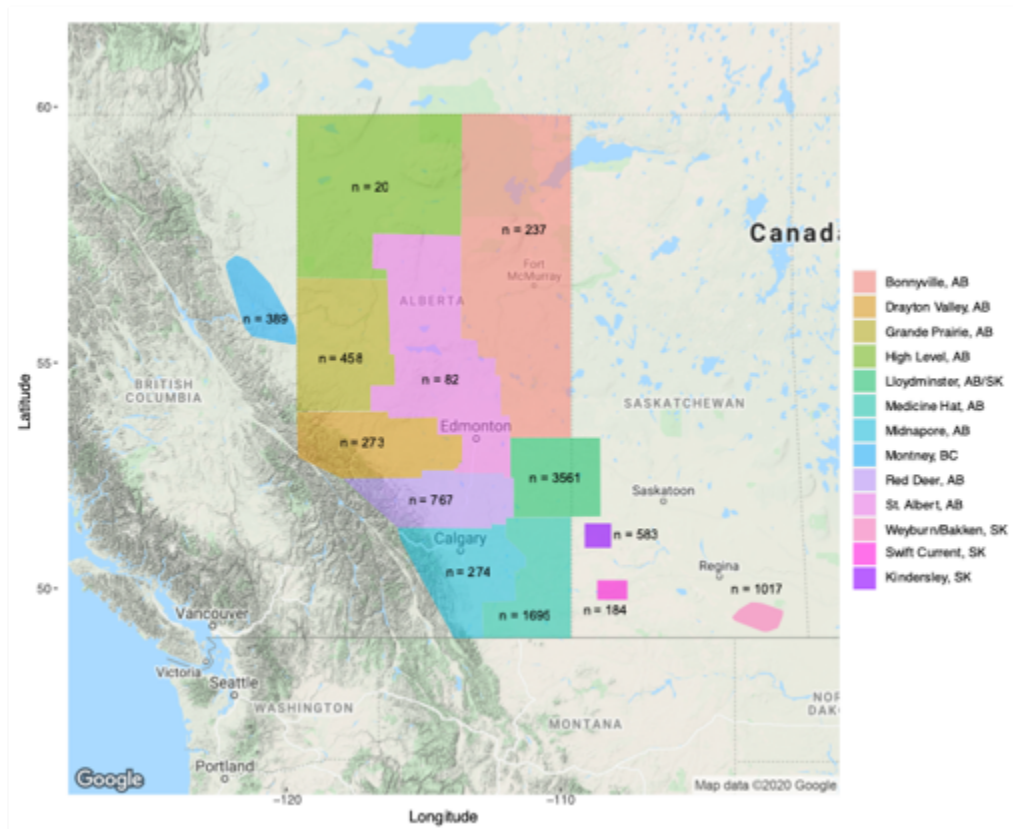 60-
55-
50-
Latitude
n = 20
n = 237
Canad
Fort
McMurray
ALBERTA
n = 389
n = 458
n = 82
BRITISH
COLUMBIA
SASKATCHEWAN
Edmonton
n = 273
n = 3561
Saskatoon
n = 767
n = 583
Calgary
n = 274
Regina
n = 1017
n = 184
n = 1695
Vancouver
Victoria
Seattle
WASHINGTON
MONTANA
NOR
DAK
Portland
Google
Map data ©2020 Google
-120
-110
Longitude
Bonnyville, AB
Drayton Valley, AB
Grande Prairie, AB
High Level, AB
Lloydminster, AB/SK
Medicine Hat, AB
Midnapore, AB
Montney, BC
Red Deer, AB
St. Albert, AB
Weyburn/Bakken, SK
Swift Current, SK
Kindersley, SK